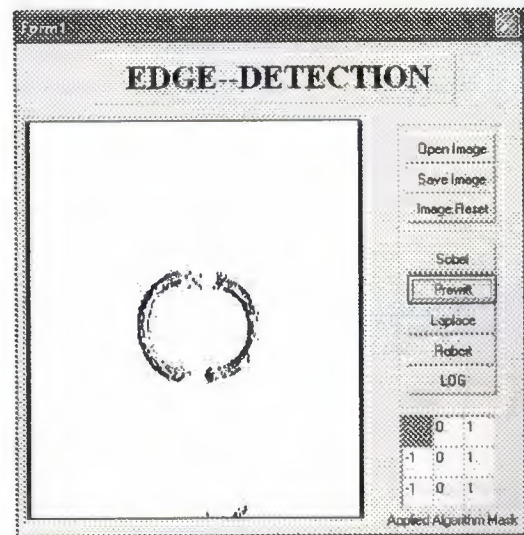 Form1
EDGE--DETECTION
Open Image
Save Image
Image Reset
Sobel
Prewitt
Laplace
Robert
LOG
0 1
-1 0 1
-1 0 1
Applied Algorithm Mask